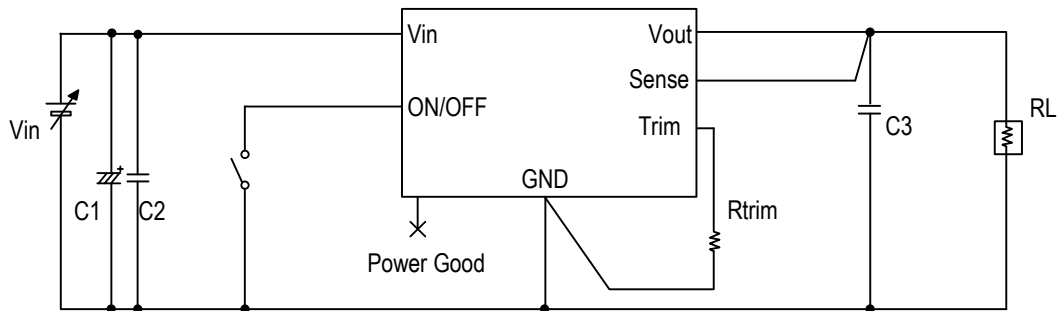 Vin
Vout
Sense
ON/OFF
Trim
Vin
C3
RL
GND
C1
C2
Rtrim
Power Good
+